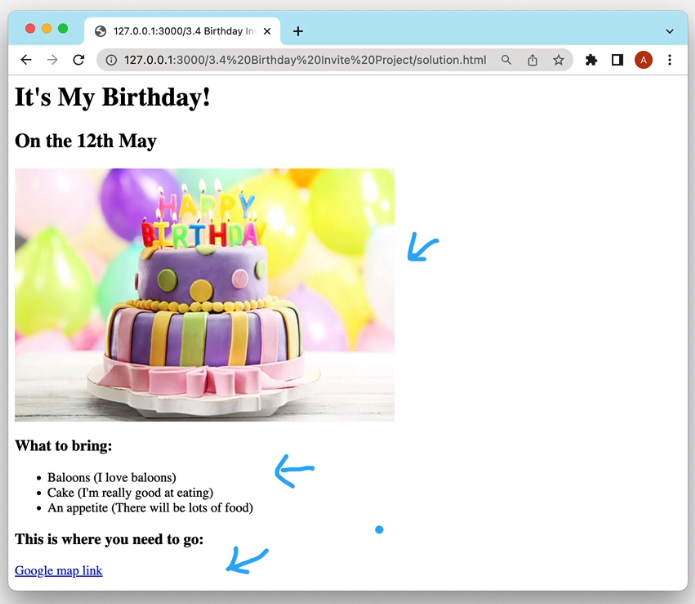 127.0.0.1:3000/3.4 Birthday In
127.0.0.1:3000/3.4%20Birthday%20Invite%20Project/solution.html
A
It's My Birthday!
On the 12th May
HAPPY
BIRTHDAY
What to bring:
Baloons (I love baloons)
Cake (I'm really good at eating)
An appetite (There will be lots of food)
This is where you need to go:
Google map link